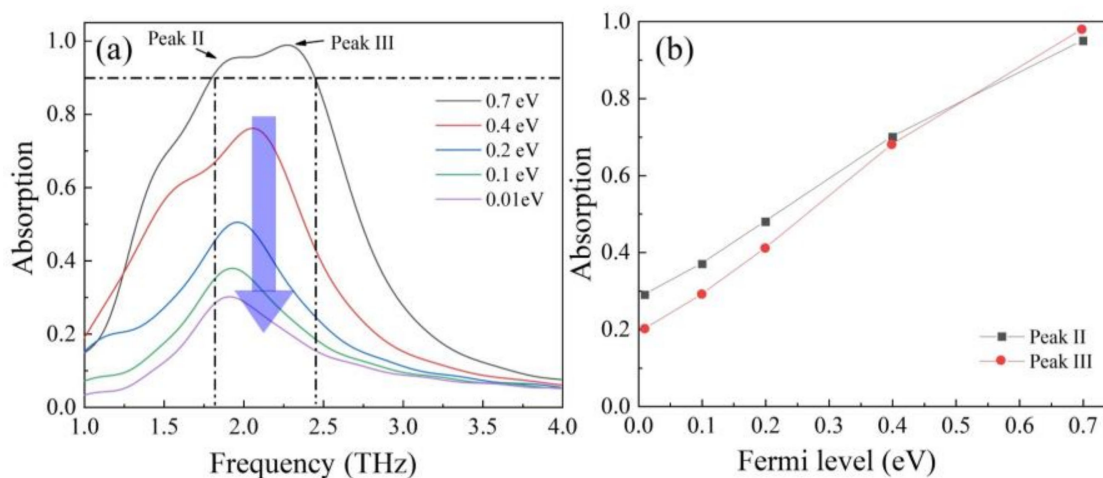 (a)
Peak II
Peak III
1.0
0.8
0.6
0.4
0.2
0.0
Absorption
0.7 eV
0.4 eV
0.2 eV
0.1 eV
0.01eV
1.0 1.5 2.0 2.5 3.0 3.5 4.0
Frequency (THz)
(b)
1.0
0.8
0.6
0.4
0.2
0.0
Absorption
Peak II
Peak III
0.0 0.1 0.2 0.3 0.4 0.5 0.6 0.7
Fermi level (eV)